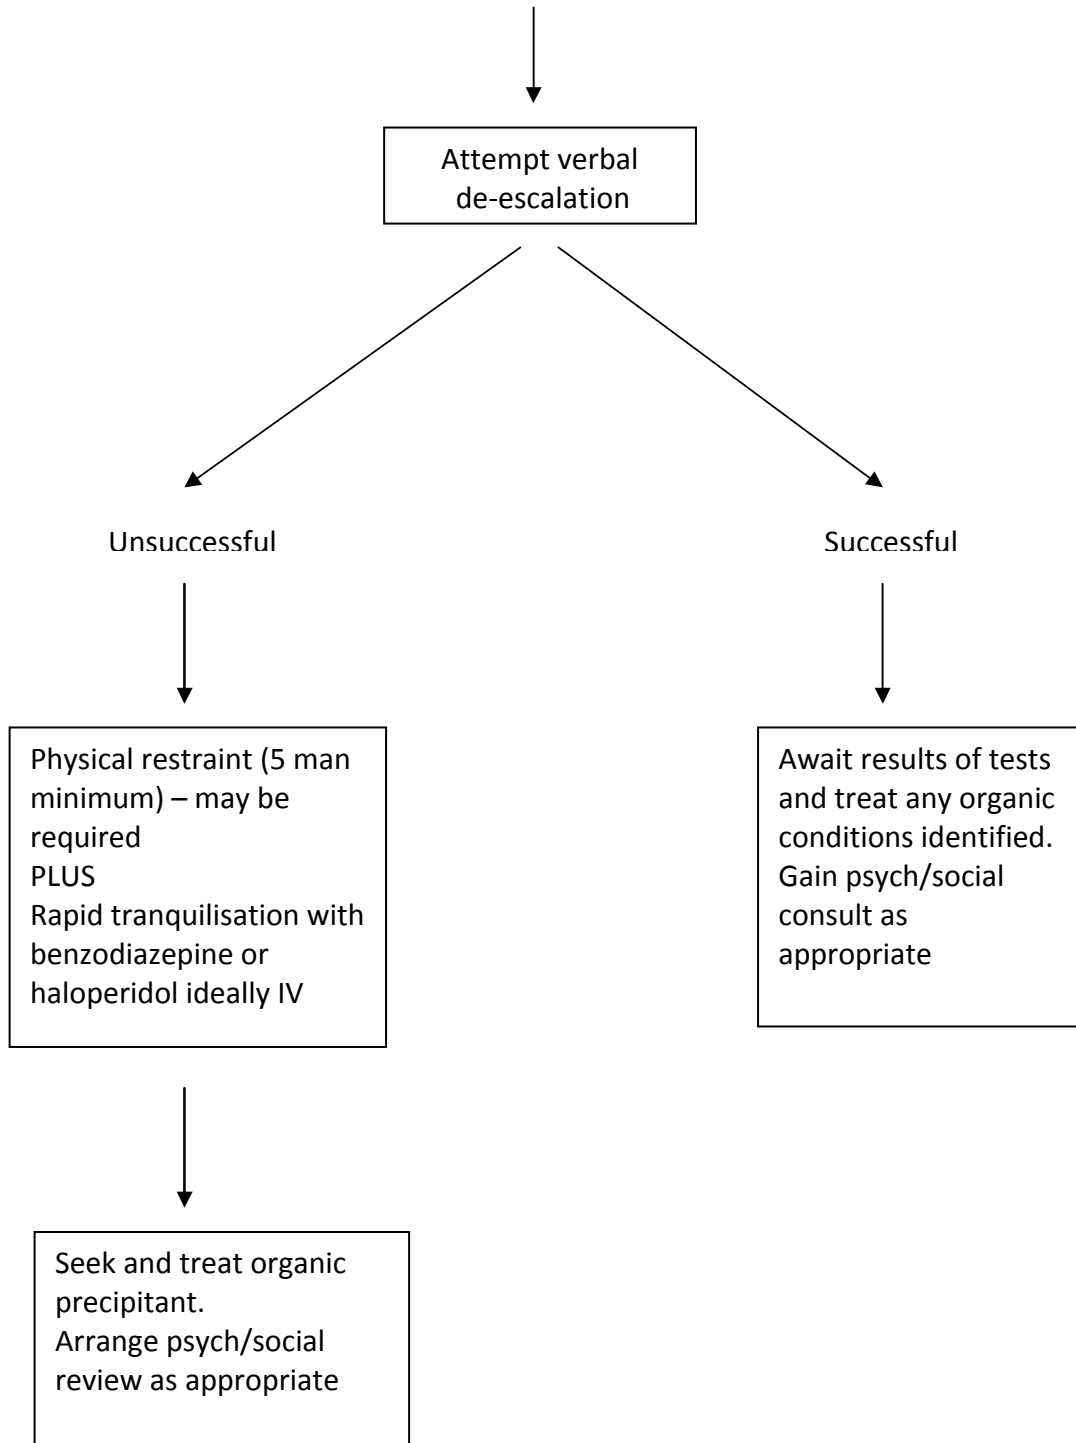 Attempt verbal
de-escalation
Unsuccessful
Successful
Physical restraint (5 man
minimum) – may be
required
PLUS
Rapid tranquilisation with
benzodiazepine or
haloperidol ideally IV
Await results of tests
and treat any organic
conditions identified.
Gain psych/social
consult as
appropriate
Seek and treat organic
precipitant.
Arrange psych/social
review as appropriate